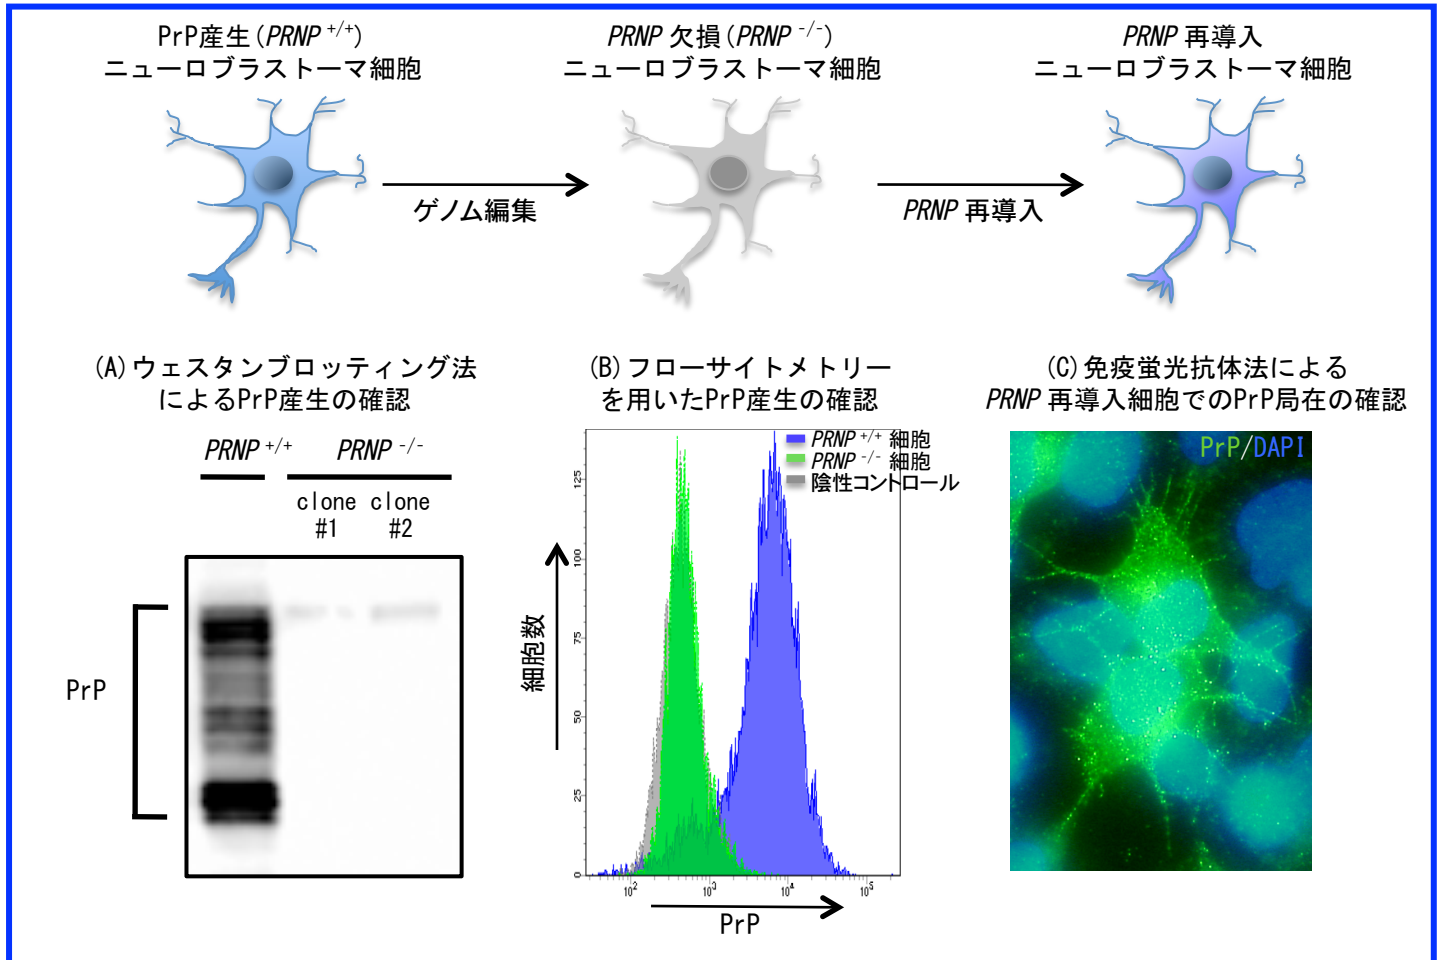 PrP産生(PRNP +/+)
ニューロブラストーマ細胞
PRNP 欠損(PRNP -/-)
ニューロブラストーマ細胞
PRNP 再導入
ニューロブラストーマ細胞
ゲノム編集
PRNP 再導入
(A)ウェスタンブロッティング法
によるPrP産生の確認
PRNP +/+
PRNP -/-
clone
#1
clone
#2
PrP
(B)フローサイトメトリー
を用いたPrP産生の確認
PRNP +/+ 細胞
PRNP -/- 細胞
陰性コントロール
細胞数
125
100
75
50
25
0
10²
10³
10⁴
10⁵
PrP
(C)免疫蛍光抗体法による
PRNP 再導入細胞でのPrP局在の確認
PrP/DAPI